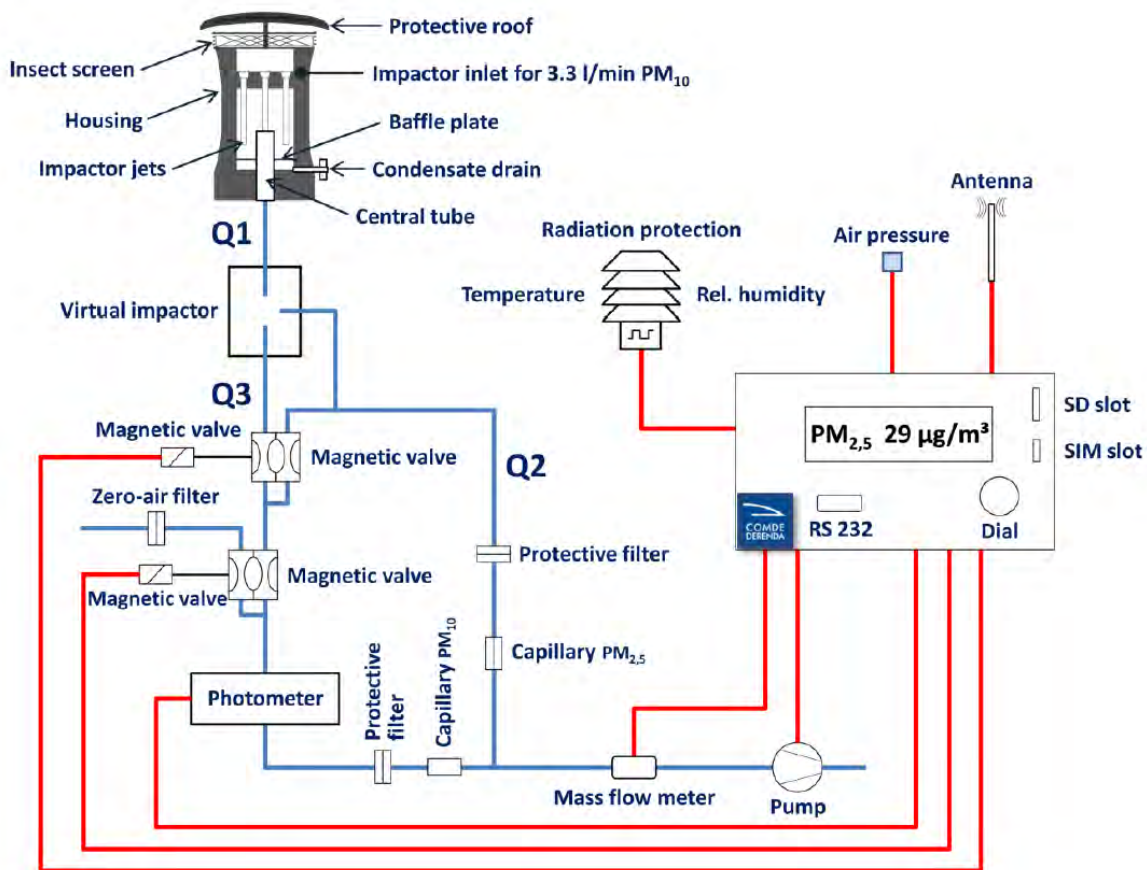 Protective roof
Insect screen
Impactor inlet for 3.3 l/min PM₁₀
Housing
Baffle plate
Impactor jets
Condensate drain
Central tube
Q1
Virtual impactor
Radiation protection
Temperature
Rel. humidity
Air pressure
Antenna
PM₂,₅ 29 µg/m³
SD slot
SIM slot
COMDE
DERENDA
RS 232
Dial
Q3
Magnetic valve
Magnetic valve
Q2
Zero-air filter
Magnetic valve
Magnetic valve
Protective filter
Capillary PM₂,₅
Photometer
Protective
filter
Capillary PM₁₀
Mass flow meter
Pump